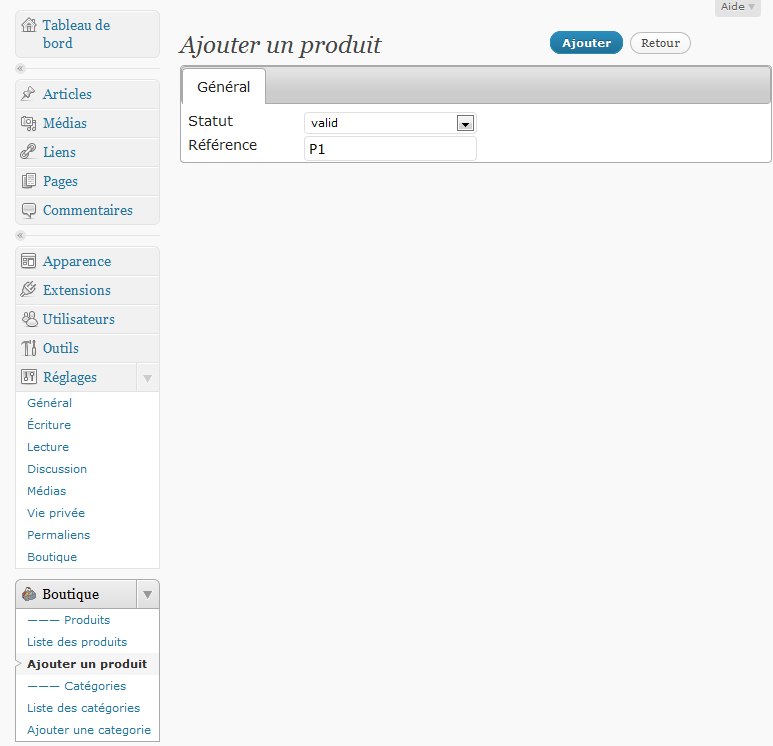 Aide
Tableau de
bord
Articles
Médias
Liens
Pages
Commentaires
Apparence
Extensions
Utilisateurs
Outils
Réglages
Général
Écriture
Lecture
Discussion
Médias
Vie privée
Permaliens
Boutique
Boutique
——— Produits
Liste des produits
Ajouter un produit
——— Catégories
Liste des catégories
Ajouter une categorie
Ajouter un produit
Ajouter
Retour
Général
Statut valid
Référence P1